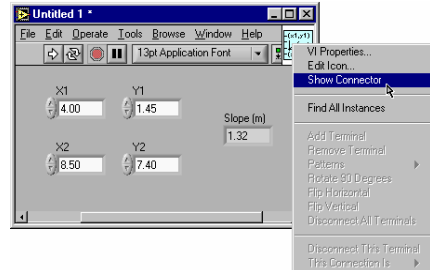 Untitled 1 *
File Edit Operate Tools Browse Window Help
13pt Application Font
X1 Y1
4.00 1.45
Slope (m)
1.32
X2 Y2
8.50 7.40
VI Properties...
Edit Icon...
Show Connector
Find All Instances
Add Terminal
Remove Terminal
Patterns
Rotate 90 Degrees
Flip Horizontal
Flip Vertical
Disconnect All Terminals
Disconnect This Terminal
This Connection Is